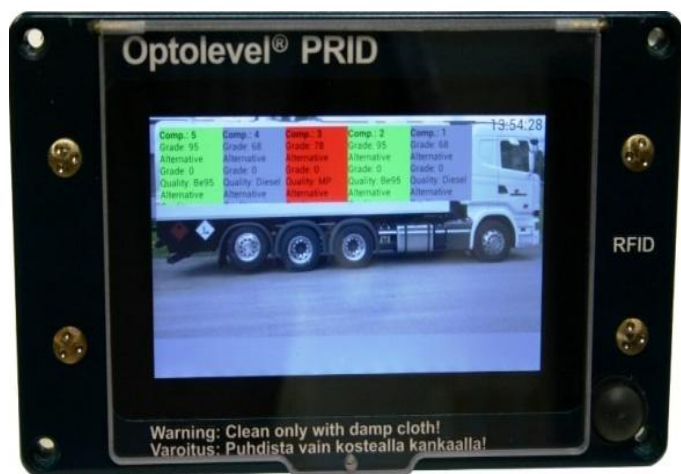 Optolevel® PRID
13:54:28
Comp.: 5 Comp.: 4 Comp.: 3 Comp.: 2 Comp.: 1
Grade: 95 Grade: 68 Grade: 78 Grade: 95 Grade: 68
Alternative Alternative Alternative Alternative Alternative
Grade: 0 Grade: 0 Grade: 0 Grade: 0 Grade: 0
Quality: Be95 Quality: Diesel Quality: MP Quality: Be95 Quality: Diesel
Alternative Alternative Alternative Alternative Alternative
RFID
Warning: Clean only with damp cloth!
Varoitus: Puhdista vain kostealla kankaalla!